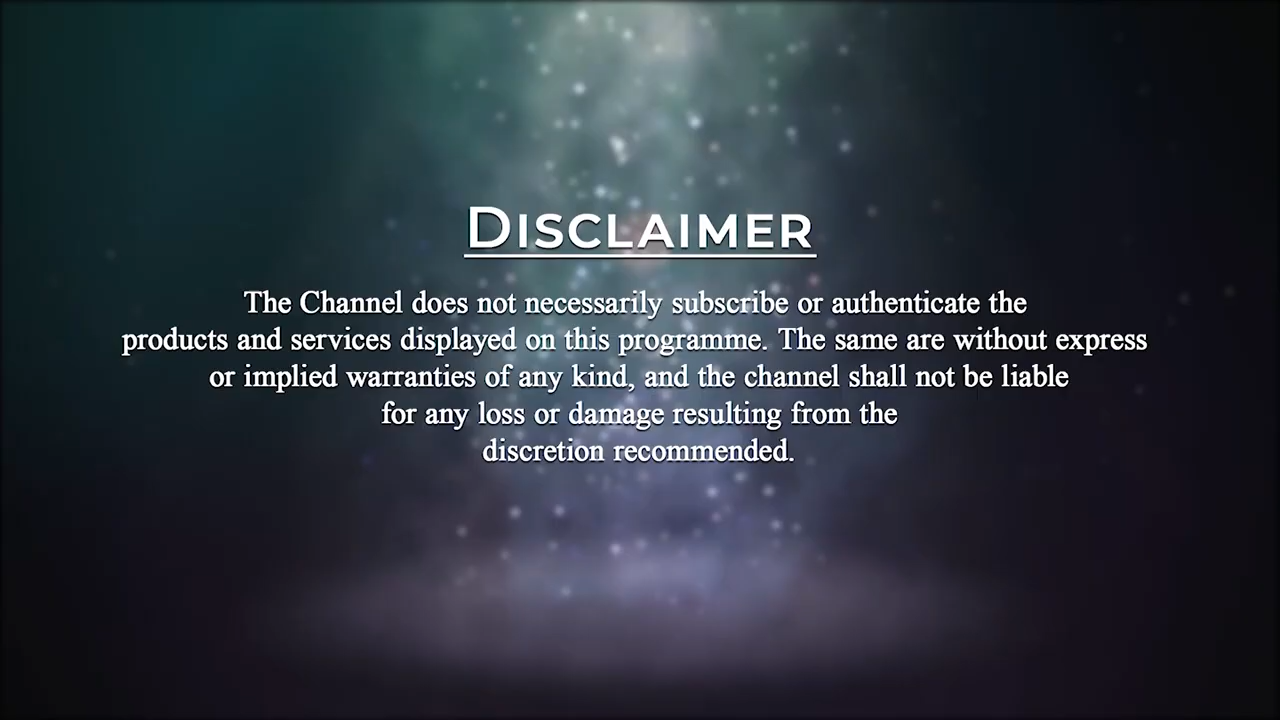 DISCLAIMER
The Channel does not necessarily subscribe or authenticate the
products and services displayed on this programme. The same are without express
or implied warranties of any kind, and the channel shall not be liable
for any loss or damage resulting from the
discretion recommended.